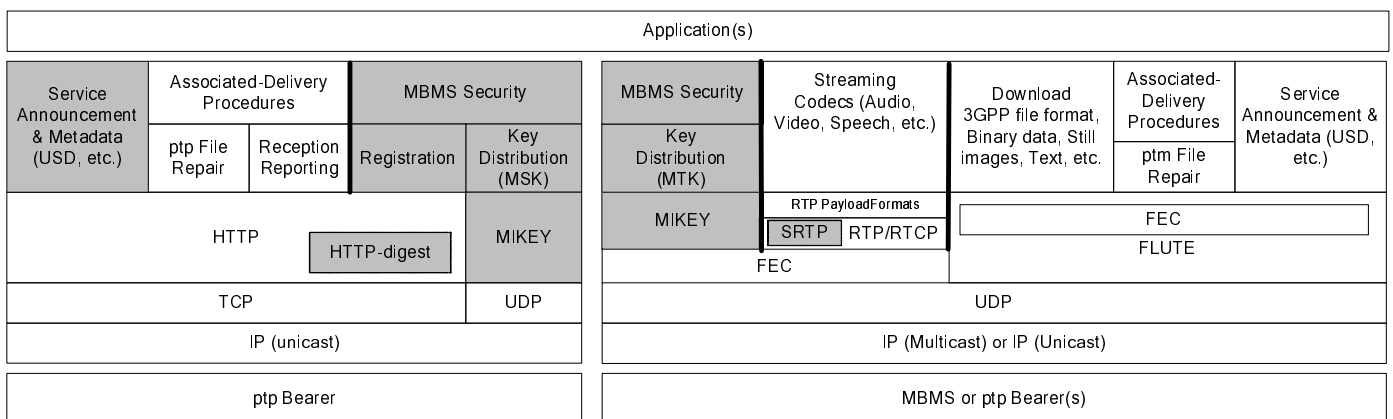 Application(s)
Service
Announcement
& Metadata
(USD, etc.)
Associated-Delivery
Procedures
ptp File
Repair
Reception
Reporting
MBMS Security
Registration
Key
Distribution
(MSK)
HTTP
HTTP-digest
MIKEY
TCP
UDP
IP (unicast)
ptp Bearer
MBMS Security
Key
Distribution
(MTK)
MIKEY
Streaming
Codecs (Audio,
Video, Speech, etc.)
RTP PayloadFormats
SRTP
RTP/RTCP
FEC
Download
3GPP file format,
Binary data, Still
images, Text, etc.
Associated-
Delivery
Procedures
ptm File
Repair
Service
Announcement &
Metadata (USD,
etc.)
FEC
FLUTE
UDP
IP (Multicast) or IP (Unicast)
MBMS or ptp Bearer(s)